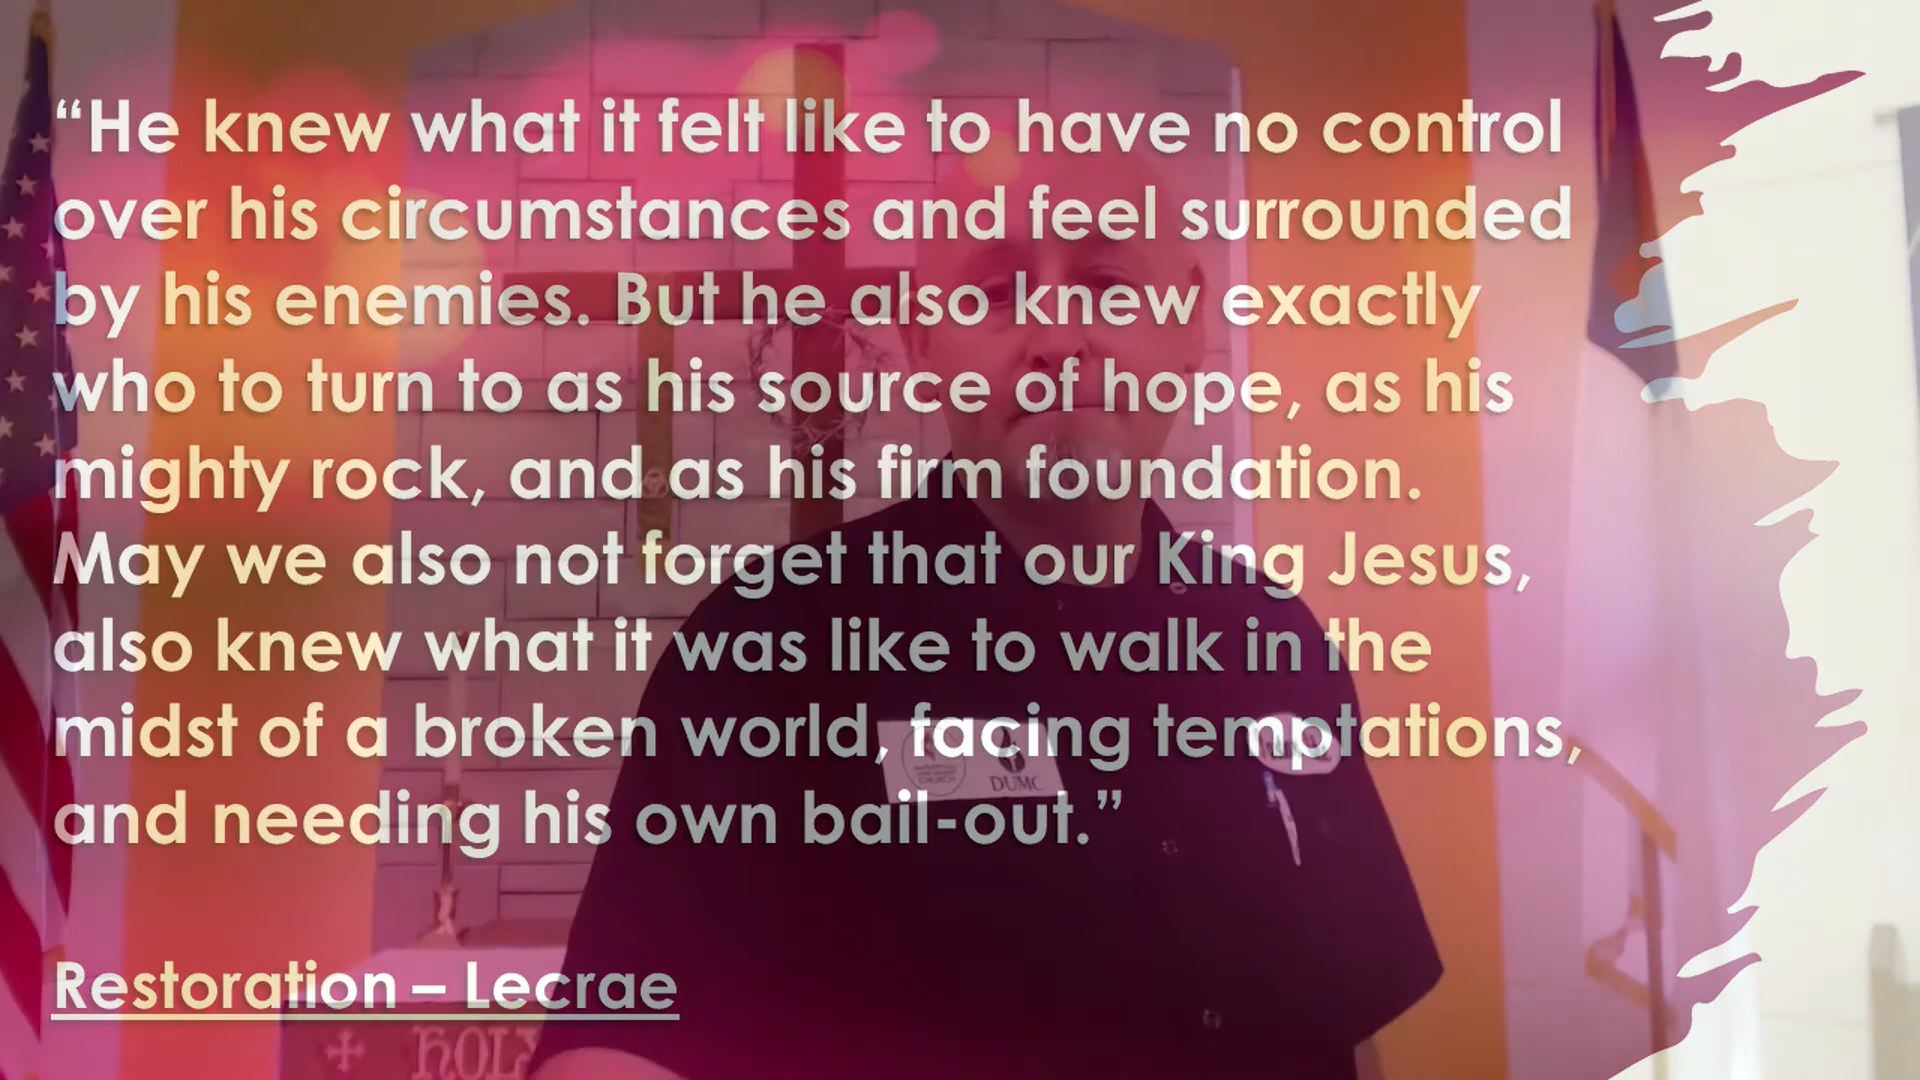 “He knew what it felt like to have no control
over his circumstances and feel surrounded
by his enemies. But he also knew exactly
who to turn to as his source of hope, as his
mighty rock, and as his firm foundation.
May we also not forget that our King Jesus,
also knew what it was like to walk in the
midst of a broken world, facing temptations,
DUMC
and needing his own bail-out.”
Restoration – Lecrae
HOLY